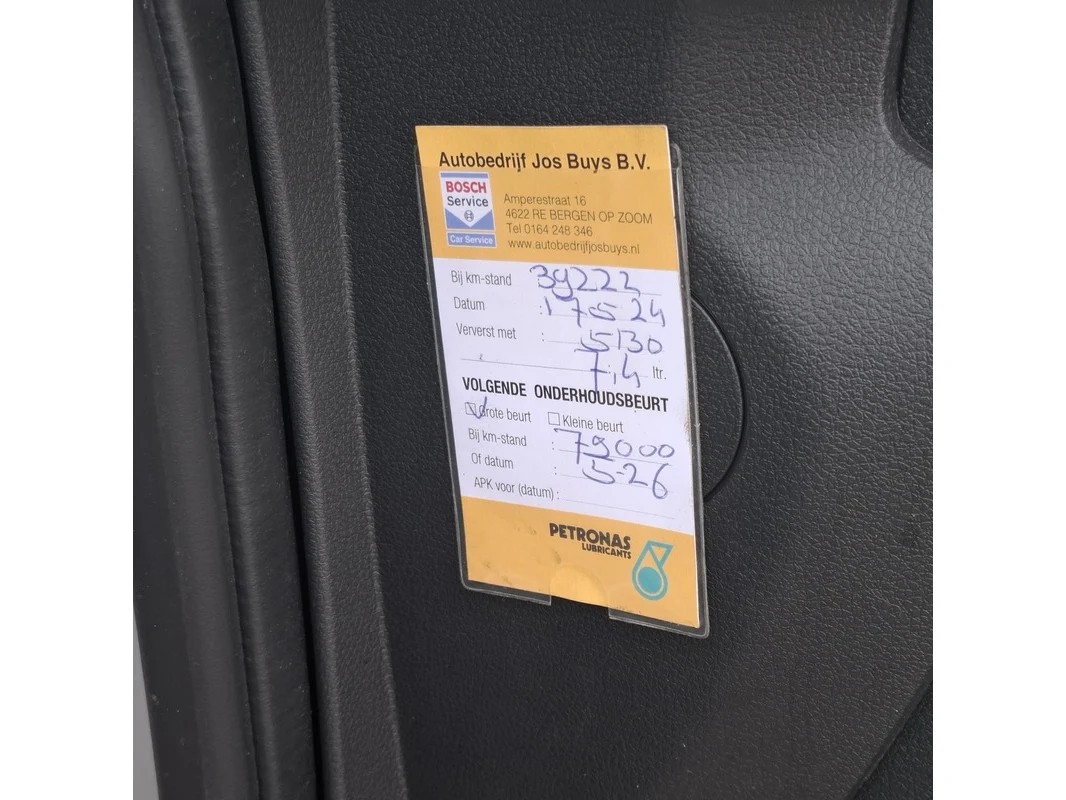 Autobedrijf Jos Buys B.V.
BOSCH
Service
Car Service
Amperestraat 16
4622 RE BERGEN OP ZOOM
Tel 0164 248 346
www.autobedrijfjosbuys.nl
Bij km-stand 39222
Datum : 17 5 24
Ververst met : 5/30
7,4 ltr.
VOLGENDE ONDERHOUDSBEURT
Grote beurt Kleine beurt
Bij km-stand : 79000
Of datum : 5-26
APK voor (datum) :
PETRONAS
LUBRICANTS